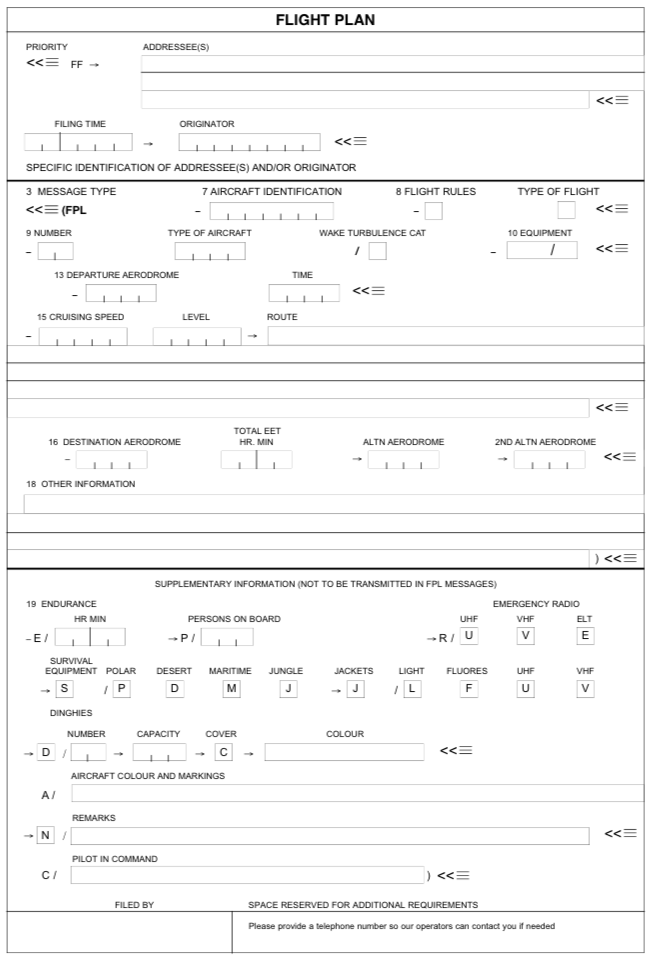 FLIGHT PLAN
PRIORITY ADDRESSEE(S)
<<≡ FF →
<<≡
FILING TIME ORIGINATOR
→ <<≡
SPECIFIC IDENTIFICATION OF ADDRESSEE(S) AND/OR ORIGINATOR
3 MESSAGE TYPE 7 AIRCRAFT IDENTIFICATION 8 FLIGHT RULES TYPE OF FLIGHT
<<≡ (FPL – – <<≡
9 NUMBER TYPE OF AIRCRAFT WAKE TURBULENCE CAT 10 EQUIPMENT
– / – / <<≡
13 DEPARTURE AERODROME TIME
– <<≡
15 CRUISING SPEED LEVEL ROUTE
– →
<<≡
16 DESTINATION AERODROME TOTAL EET HR. MIN ALTN AERODROME 2ND ALTN AERODROME
– → → <<≡
18 OTHER INFORMATION
) <<≡
SUPPLEMENTARY INFORMATION (NOT TO BE TRANSMITTED IN FPL MESSAGES)
19 ENDURANCE EMERGENCY RADIO
HR MIN PERSONS ON BOARD UHF VHF ELT
– E / → P / → R / U V E
SURVIVAL EQUIPMENT POLAR DESERT MARITIME JUNGLE JACKETS LIGHT FLUORES UHF VHF
→ S / P D M J → J / L F U V
DINGHIES
NUMBER CAPACITY COVER COLOUR
→ D / → → C → <<≡
AIRCRAFT COLOUR AND MARKINGS
A /
REMARKS
→ N / <<≡
PILOT IN COMMAND
C / ) <<≡
FILED BY SPACE RESERVED FOR ADDITIONAL REQUIREMENTS
Please provide a telephone number so our operators can contact you if needed